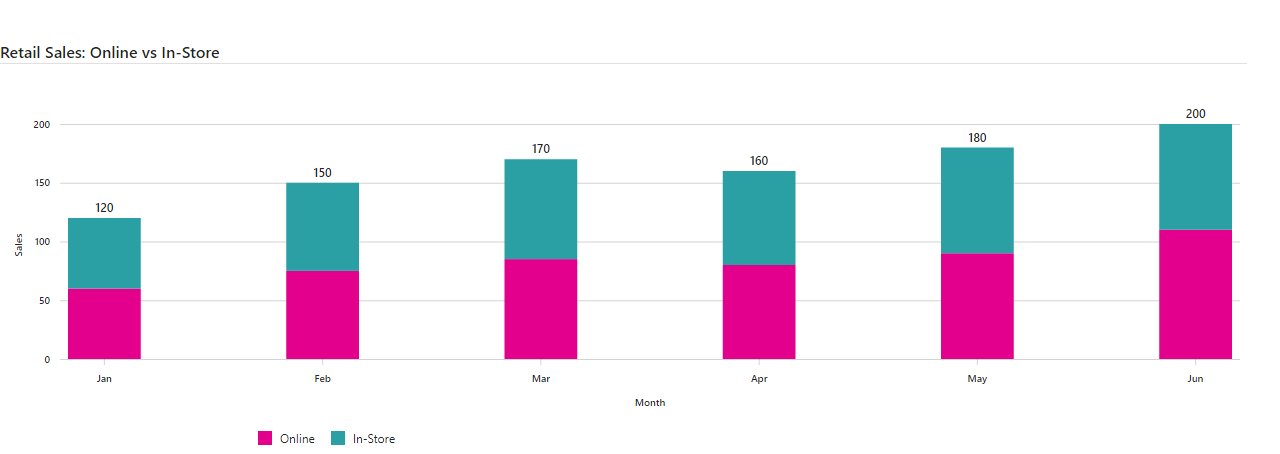 Retail Sales: Online vs In-Store
200
180
170
160
150
120
200
150
100
50
0
Sales
Jan Feb Mar Apr May Jun
Month
Online In-Store